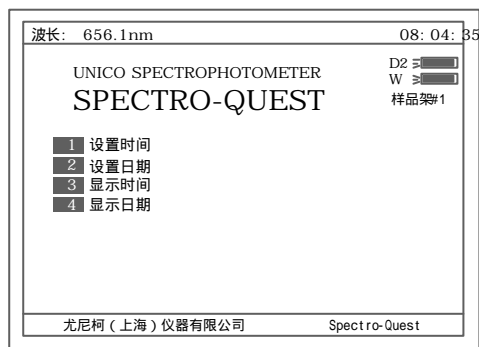 波长: 656.1nm 08: 04: 35
UNICO SPECTROPHOTOMETER
SPECTRO-QUEST
D2
W
样品架#1
1 设置时间
2 设置日期
3 显示时间
4 显示日期
尤尼柯（上海）仪器有限公司 Spectro-Quest